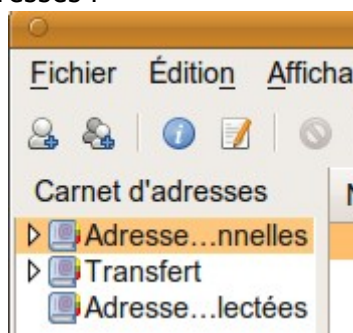 Fichier Édition Afficha
Carnet d'adresses
Adresse...nnelles
Transfert
Adresse...lectées